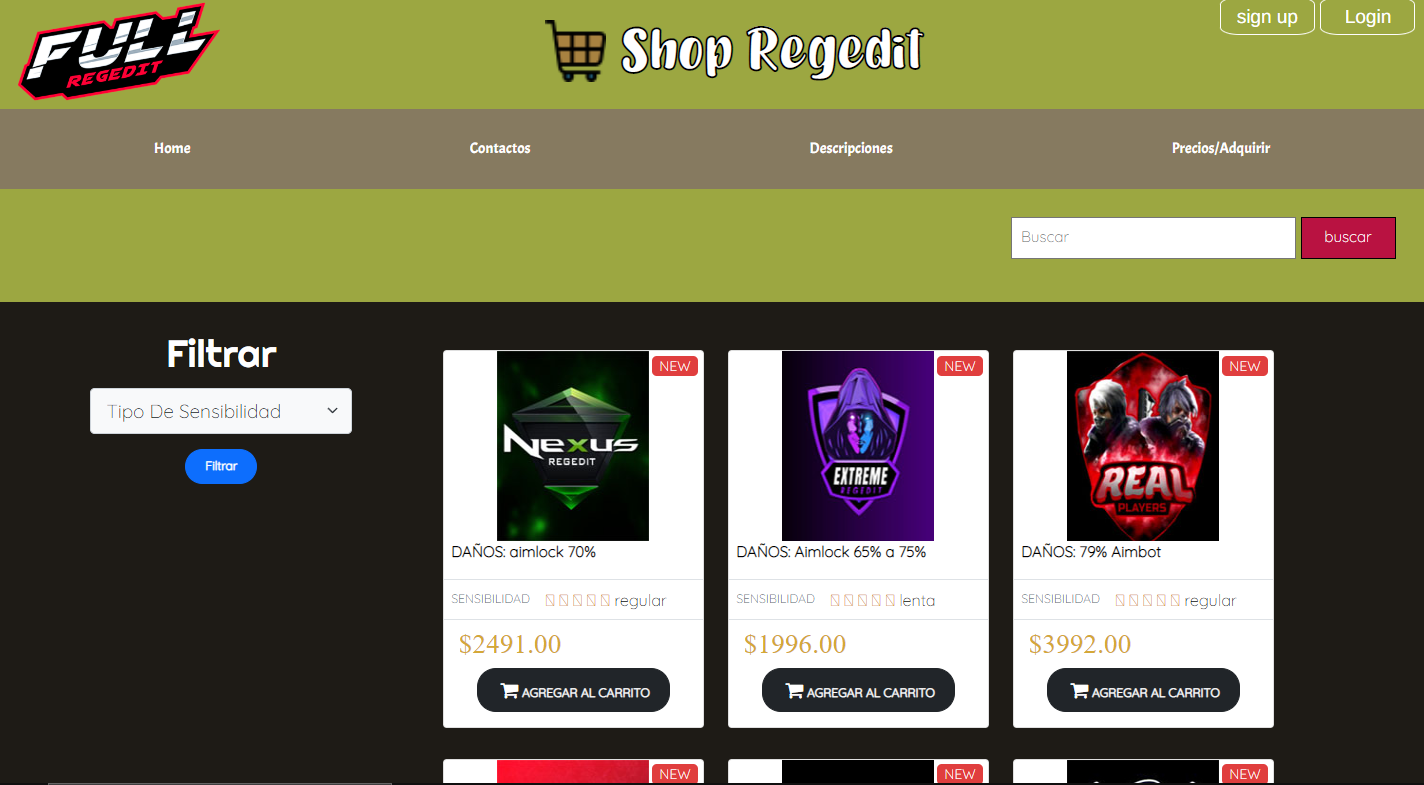 sign up
Login
FULL
REGEDIT
Shop Regedit
Home
Contactos
Descripciones
Precios/Adquirir
Buscar
buscar
Filtrar
Tipo De Sensibilidad
Filtrar
NEW
NEXUS
REGEDIT
DAÑOS: aimlock 70%
SENSIBILIDAD
regular
$2491.00
AGREGAR AL CARRITO
NEW
EXTREME
REGEDIT
DAÑOS: Aimlock 65% a 75%
SENSIBILIDAD
lenta
$1996.00
AGREGAR AL CARRITO
NEW
REAL
PLAYERS
DAÑOS: 79% Aimbot
SENSIBILIDAD
regular
$3992.00
AGREGAR AL CARRITO
NEW
NEW
NEW